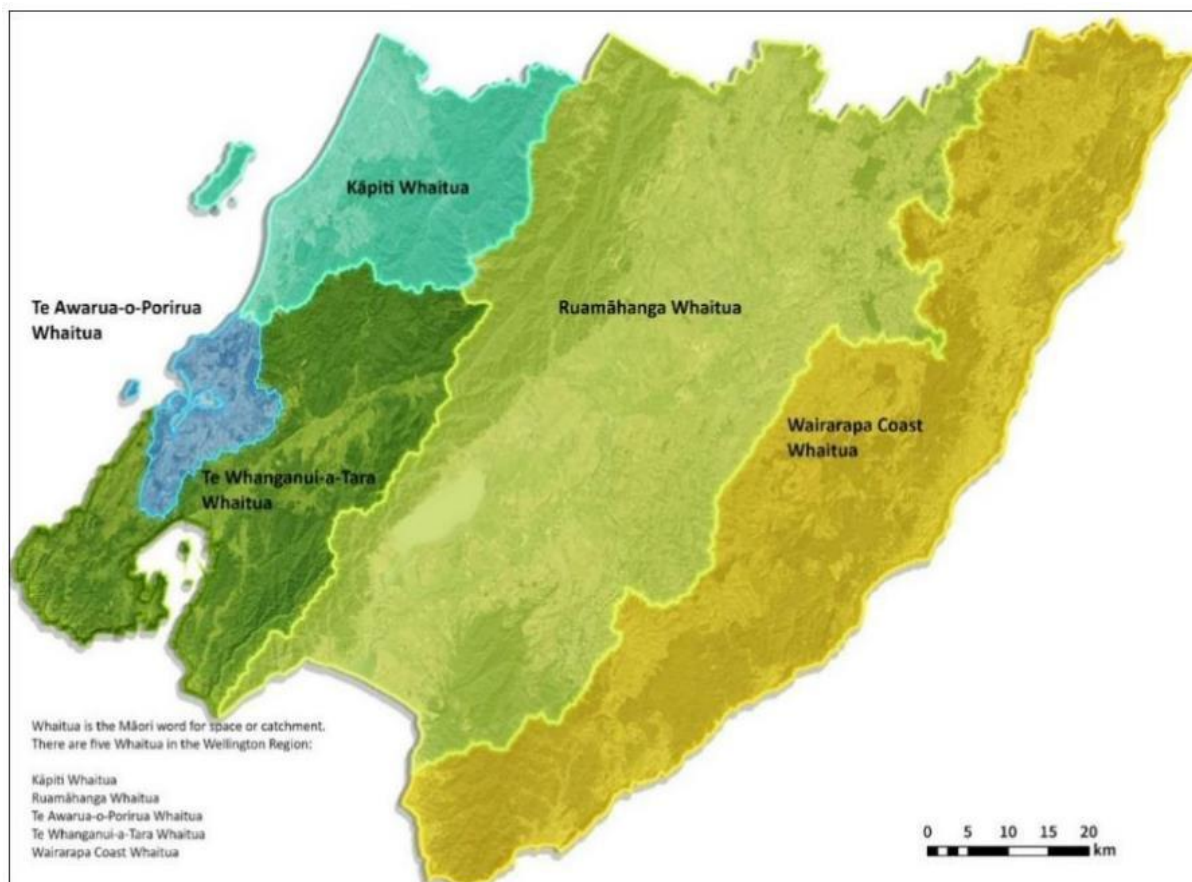 Kāpiti Whaitua
Te Awarua-o-Porirua
Whaitua
Ruamāhanga Whaitua
Wairarapa Coast
Whaitua
Te Whanganui-a-Tara
Whaitua
Whaitua is the Māori word for space or catchment.
There are five Whaitua in the Wellington Region:
Kāpiti Whaitua
Ruamāhanga Whaitua
Te Awarua-o-Porirua Whaitua
Te Whanganui-a-Tara Whaitua
Wairarapa Coast Whaitua
0 5 10 15 20
km